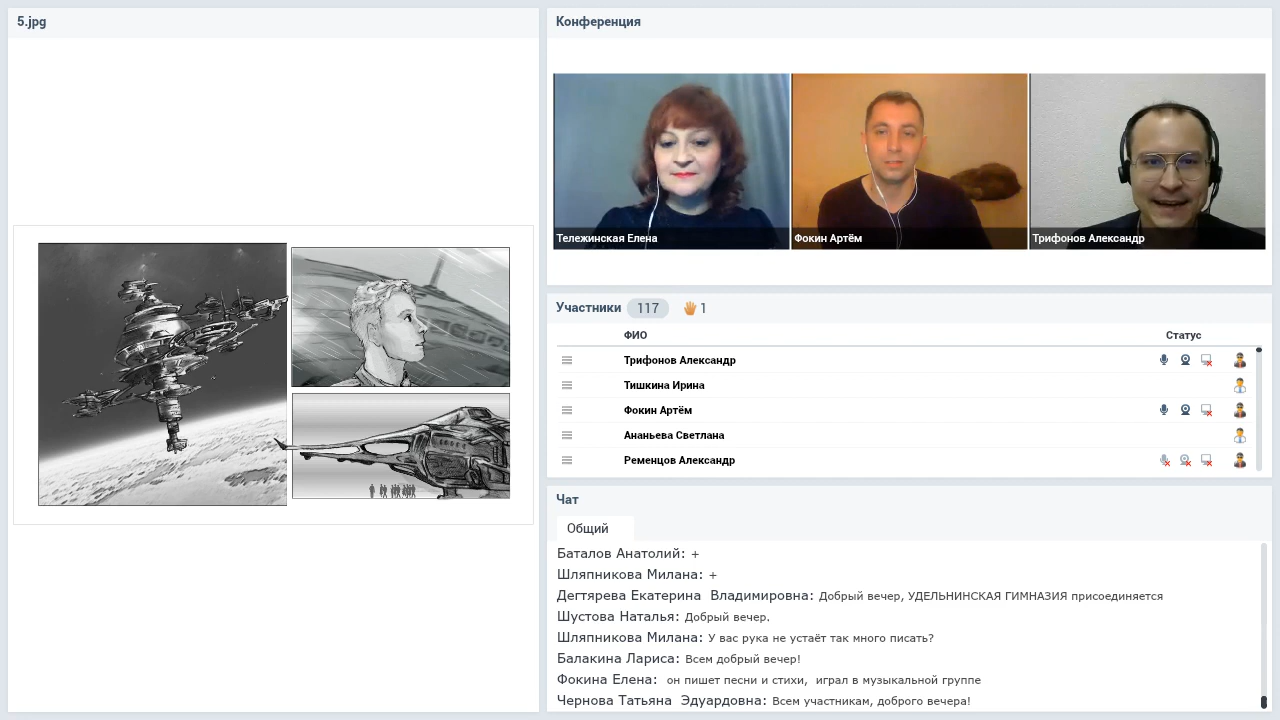 5.jpg
Конференция
Тележинская Елена
Фокин Артём
Трифонов Александр
Участники 117 1
ФИО Статус
Трифонов Александр
Тишкина Ирина
Фокин Артём
Ананьева Светлана
Ременцов Александр
Чат
Общий
Баталов Анатолий: +
Шляпникова Милана: +
Дегтярева Екатерина Владимировна: Добрый вечер, УДЕЛЬНИНСКАЯ ГИМНАЗИЯ присоединяется
Шустова Наталья: Добрый вечер.
Шляпникова Милана: У вас рука не устаёт так много писать?
Балакина Лариса: Всем добрый вечер!
Фокина Елена: он пишет песни и стихи, играл в музыкальной группе
Чернова Татьяна Эдуардовна: Всем участникам, доброго вечера!